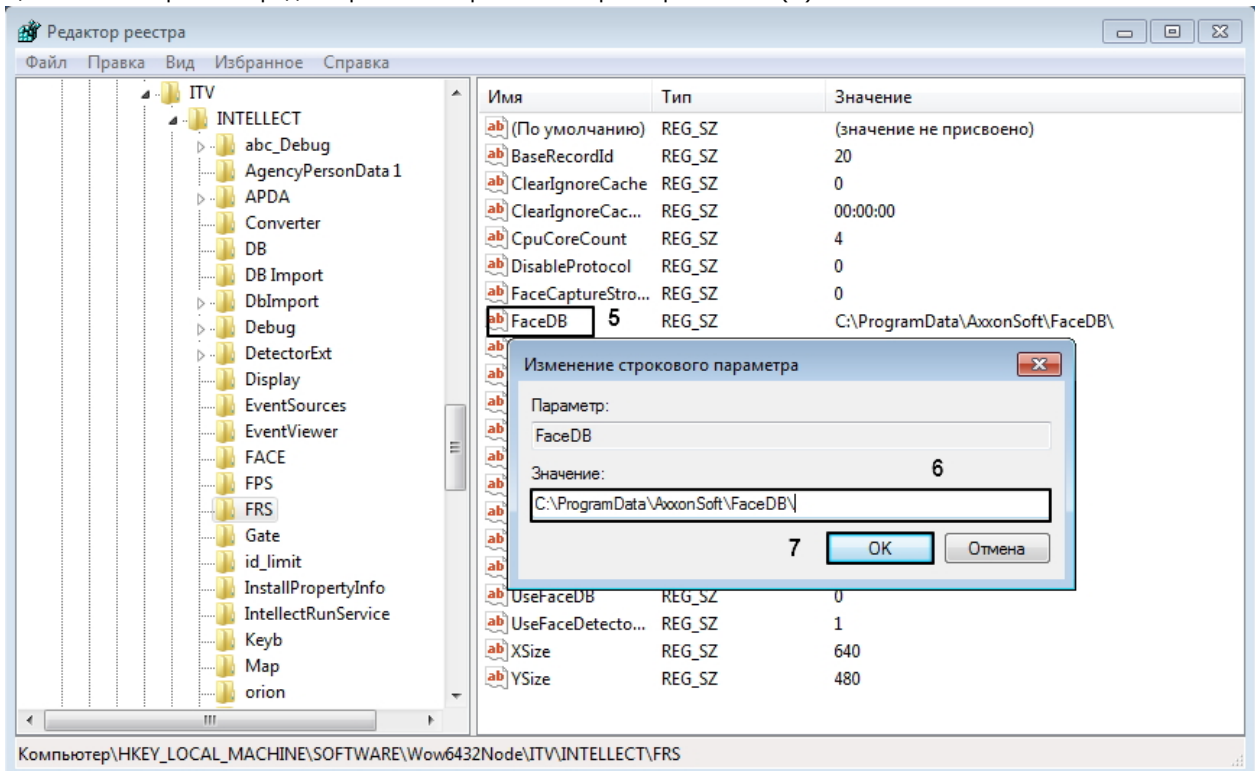 Редактор реестра
Файл Правка Вид Избранное Справка
ITV
INTELLECT
abc_Debug
AgencyPersonData 1
APDA
Converter
DB
DB Import
DbImport
Debug
DetectorExt
Display
EventSources
EventViewer
FACE
FPS
FRS
Gate
id_limit
InstallPropertyInfo
IntellectRunService
Keyb
Map
orion
Имя Тип Значение
(По умолчанию) REG_SZ (значение не присвоено)
BaseRecordId REG_SZ 20
ClearIgnoreCache REG_SZ 0
ClearIgnoreCac... REG_SZ 00:00:00
CpuCoreCount REG_SZ 4
DisableProtocol REG_SZ 0
FaceCaptureStro... REG_SZ 0
FaceDB 5 REG_SZ C:\ProgramData\AxxonSoft\FaceDB\
Изменение строкового параметра
Параметр:
FaceDB
Значение:
6
C:\ProgramData\AxxonSoft\FaceDB\
7 OK Отмена
UseFaceDB REG_SZ 0
UseFaceDetecto... REG_SZ 1
XSize REG_SZ 640
YSize REG_SZ 480
Компьютер\HKEY_LOCAL_MACHINE\SOFTWARE\Wow6432Node\ITV\INTELLECT\FRS